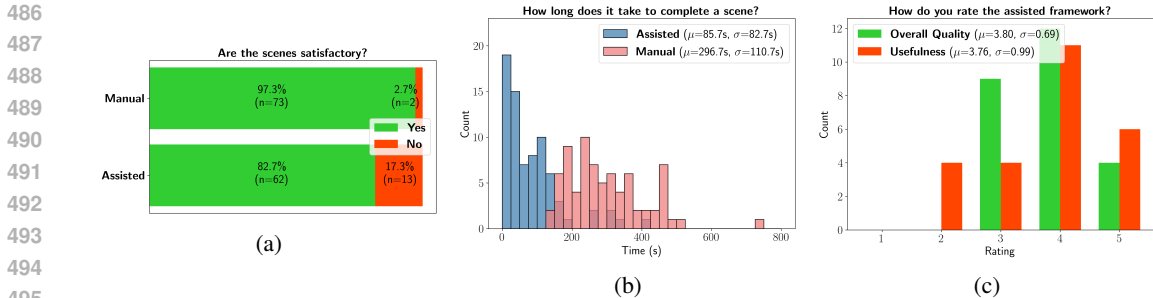 486
487
488
489
490
491
492
493
494
495
Are the scenes satisfactory?
Manual
97.3%
(n=73)
2.7%
(n=2)
Yes
No
Assisted
82.7%
(n=62)
17.3%
(n=13)
(a)
How long does it take to complete a scene?
Assisted (μ=85.7s, σ=82.7s)
Manual (μ=296.7s, σ=110.7s)
Count
20
15
10
5
0
0
200
400
600
800
Time (s)
(b)
How do you rate the assisted framework?
Overall Quality (μ=3.80, σ=0.69)
Usefulness (μ=3.76, σ=0.99)
Count
12
10
8
6
4
2
0
1
2
3
4
5
Rating
(c)